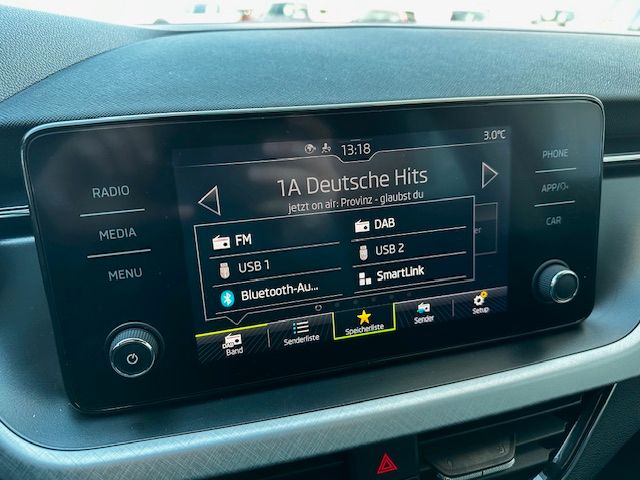 13:18
3.0°C
1A Deutsche Hits
jetzt on air: Provinz - glaubst du
RADIO
MEDIA
MENU
PHONE
CAR
FM
DAB
USB 1
USB 2
Bluetooth-Au...
SmartLink
DAB
Band
Senderliste
Speicherliste
Sender
Setup